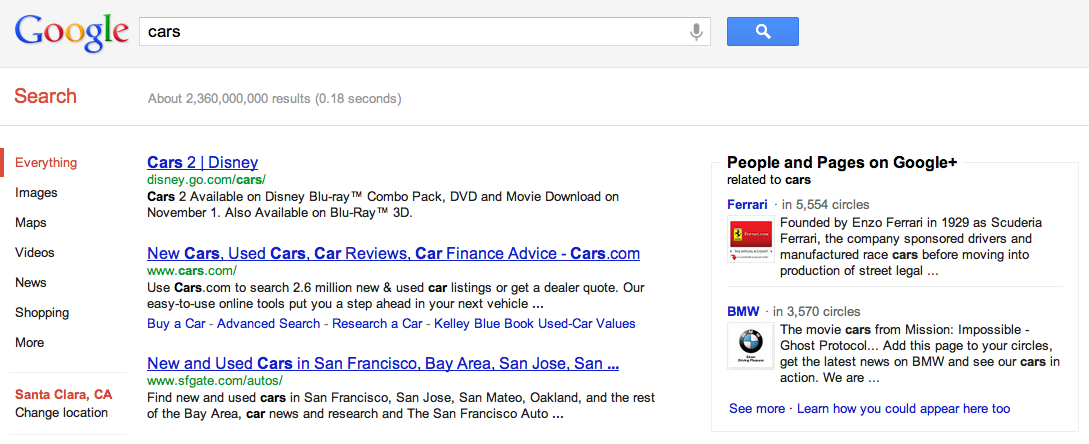 Google
cars
Search
About 2,360,000,000 results (0.18 seconds)
Everything
Images
Maps
Videos
News
Shopping
More
Santa Clara, CA
Change location
Cars 2 | Disney
disney.go.com/cars/
Cars 2 Available on Disney Blu-ray™ Combo Pack, DVD and Movie Download on
November 1. Also Available on Blu-Ray™ 3D.
New Cars, Used Cars, Car Reviews, Car Finance Advice - Cars.com
www.cars.com/
Use Cars.com to search 2.6 million new & used car listings or get a dealer quote. Our
easy-to-use online tools put you a step ahead in your next vehicle ...
Buy a Car - Advanced Search - Research a Car - Kelley Blue Book Used-Car Values
New and Used Cars in San Francisco, Bay Area, San Jose, San ...
www.sfgate.com/autos/
Find new and used cars in San Francisco, San Jose, San Mateo, Oakland, and the rest
of the Bay Area, car news and research and The San Francisco Auto ...
People and Pages on Google+
related to cars
Ferrari · in 5,554 circles
Ferrari.com
Founded by Enzo Ferrari in 1929 as Scuderia
Ferrari, the company sponsored drivers and
manufactured race cars before moving into
production of street legal ...
BMW · in 3,570 circles
The movie cars from Mission: Impossible -
Ghost Protocol... Add this page to your circles,
get the latest news on BMW and see our cars in
action. We are ...
See more · Learn how you could appear here too